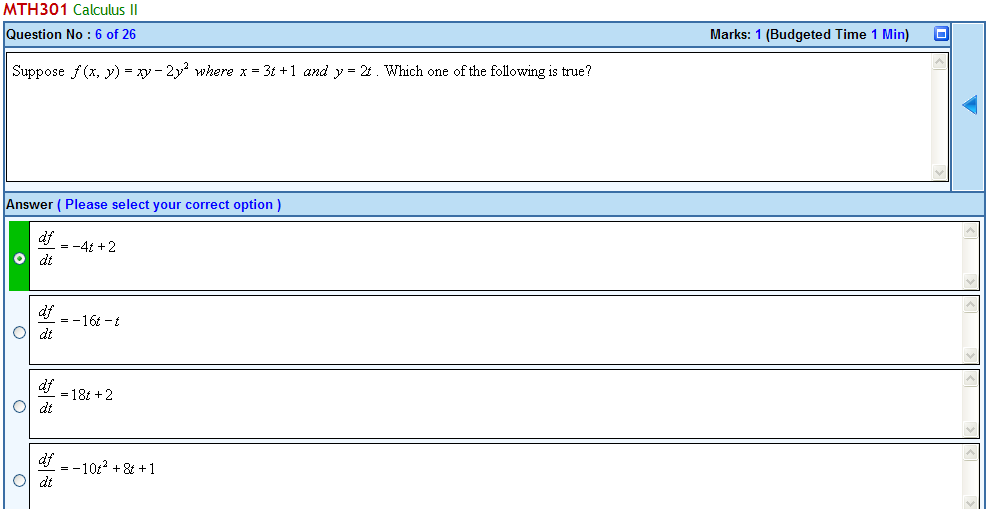 MTH301 Calculus II
Question No : 6 of 26 Marks: 1 (Budgeted Time 1 Min)
Suppose f(x, y) = xy − 2y² where x = 3t + 1 and y = 2t . Which one of the following is true?
Answer ( Please select your correct option )
df/dt = −4t + 2
df/dt = −16t − t
df/dt = 18t + 2
df/dt = −10t² + 8t + 1